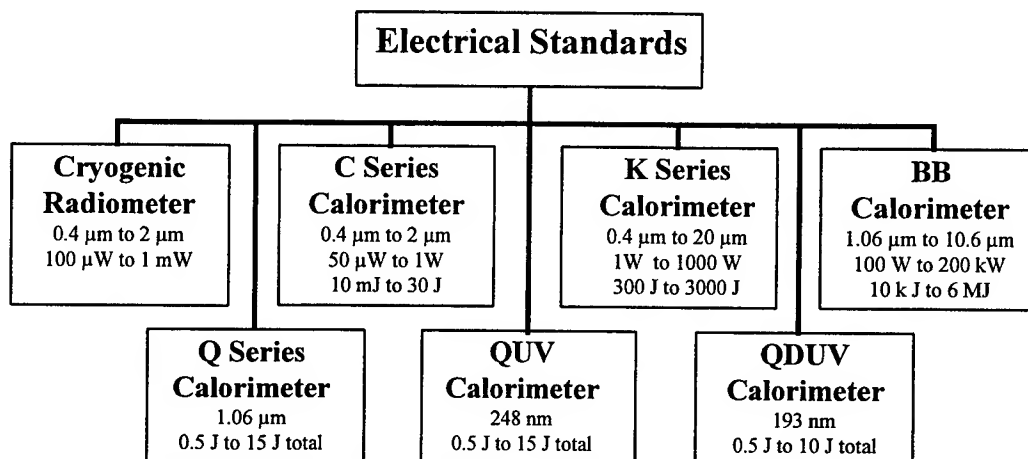 Electrical Standards
Cryogenic
Radiometer
0.4 μm to 2 μm
100 μW to 1 mW
C Series
Calorimeter
0.4 μm to 2 μm
50 μW to 1W
10 mJ to 30 J
K Series
Calorimeter
0.4 μm to 20 μm
1W to 1000 W
300 J to 3000 J
BB
Calorimeter
1.06 μm to 10.6 μm
100 W to 200 kW
10 k J to 6 MJ
Q Series
Calorimeter
1.06 μm
0.5 J to 15 J total
QUV
Calorimeter
248 nm
0.5 J to 15 J total
QDUV
Calorimeter
193 nm
0.5 J to 10 J total